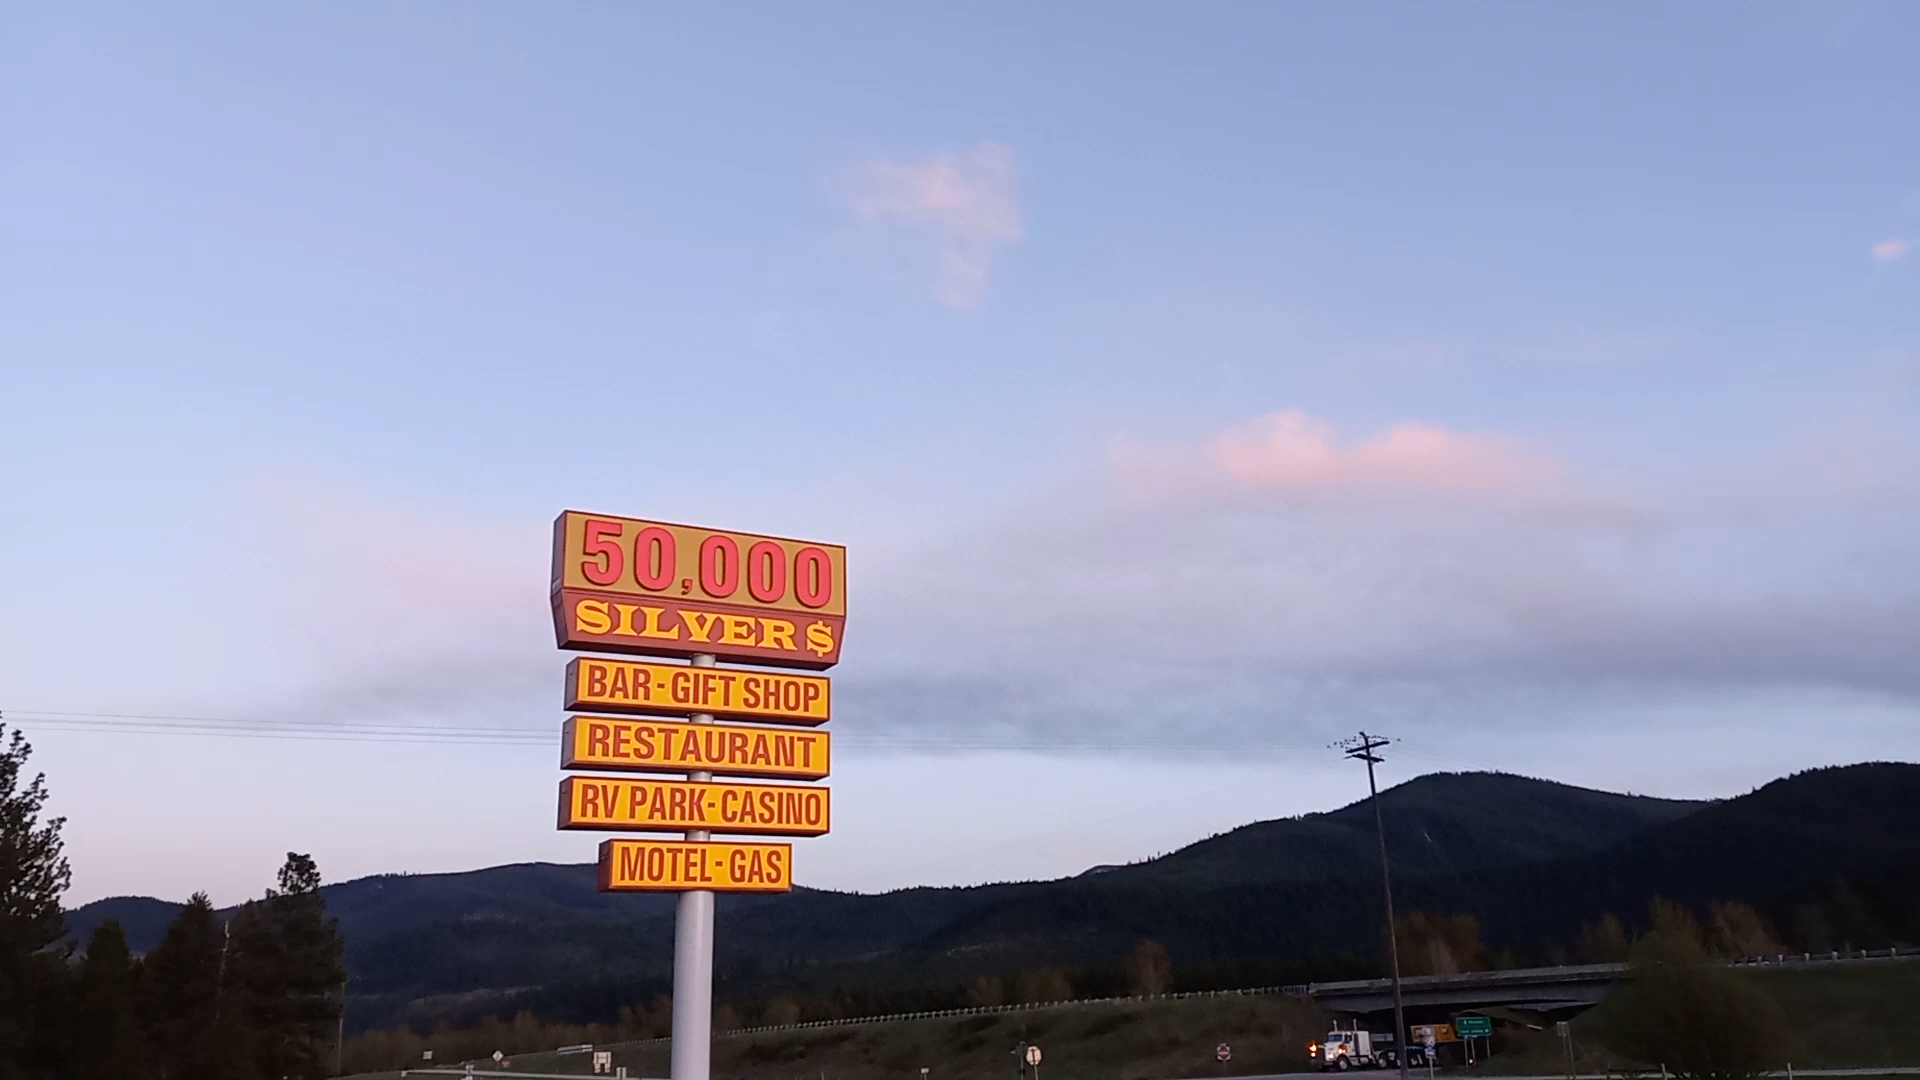 50,000
SILVER$
BAR-GIFT SHOP
RESTAURANT
RV PARK-CASINO
MOTEL-GAS